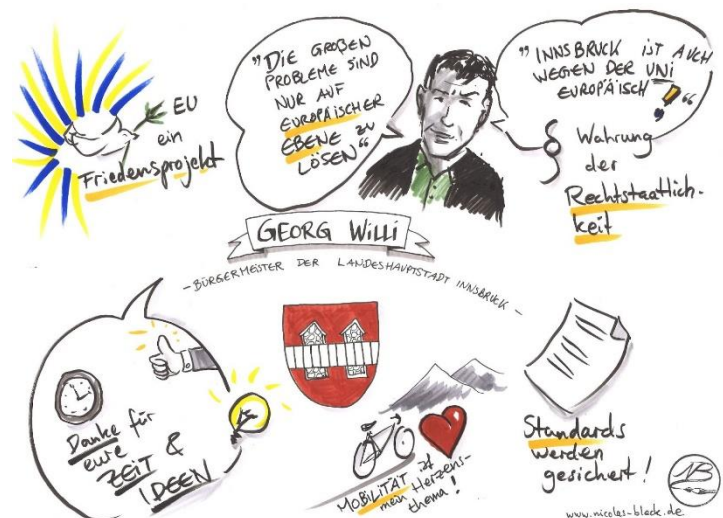 EU
ein
Friedensprojekt
"DIE GROßEN
PROBLEME SIND
NUR AUF
EUROPÄISCHER
EBENE ZU
LÖSEN"
"INNSBRUCK IST AUCH
WEGEN DER UNI
EUROPÄISCH"
!
§
Wahrung
der
Rechtstaatlich-
keit
GEORG WILLI
- BÜRGERMEISTER DER LANDESHAUPTSTADT INNSBRUCK -
Danke für
eure
ZEIT &
IDEEN
MOBILITÄT ist
mein Herzens-
thema!
Standards
werden
gesichert!
NB
www.nicolas-bleck.de